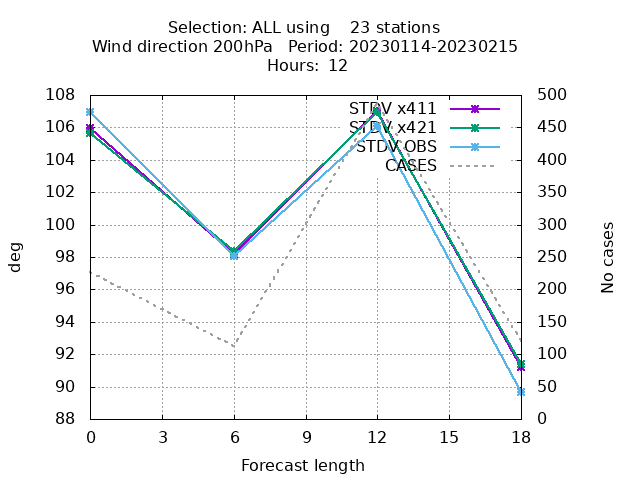 Selection: ALL using 23 stations
Wind direction 200hPa Period: 20230114-20230215
Hours: 12
STDV x411
STDV x421
STDV OBS
CASES
108
106
104
102
100
98
96
94
92
90
88
500
450
400
350
300
250
200
150
100
50
0
deg
No cases
0 3 6 9 12 15 18
Forecast length